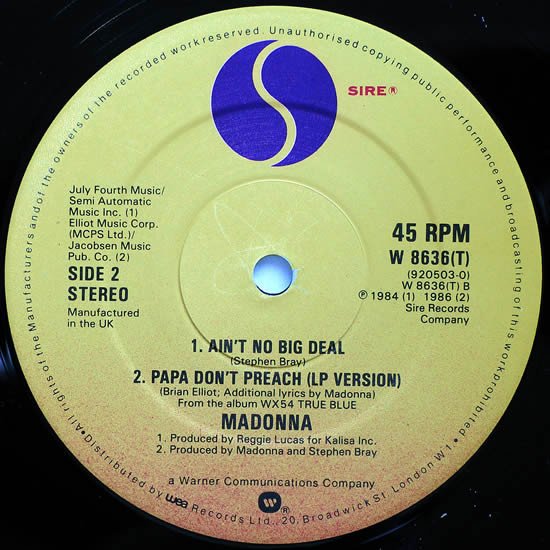 All rights of the Manufacturers and of the owners of the recorded work reserved. Unauthorised copying public performance and broadcasting of this work prohibited
SIRE®
July Fourth Music/
Semi Automatic
Music Inc. (1)
Elliot Music Corp.
(MCPS Ltd.)/
Jacobsen Music
Pub. Co. (2)
SIDE 2
STEREO
Manufactured
in the UK
45 RPM
W 8636(T)
(920503-0)
W 8636(T) B
℗ 1984 (1) 1986 (2)
Sire Records
Company
1. AIN'T NO BIG DEAL
(Stephen Bray)
2. PAPA DON'T PREACH (LP VERSION)
(Brian Elliot; Additional lyrics by Madonna)
From the album WX54 TRUE BLUE
MADONNA
1. Produced by Reggie Lucas for Kalisa Inc.
2. Produced by Madonna and Stephen Bray
a Warner Communications Company
•Distributed by wea Records Ltd., 20, Broadwick St. London W1•